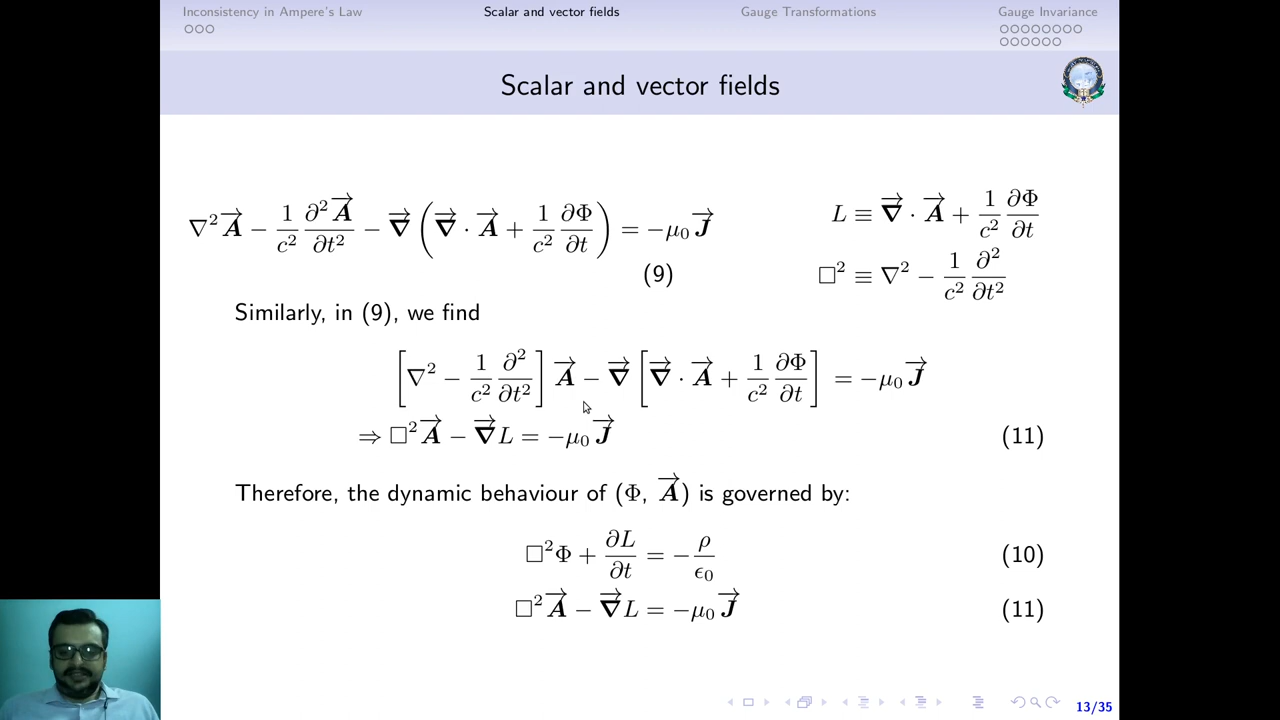 Inconsistency in Ampere's Law Scalar and vector fields Gauge Transformations Gauge Invariance
Scalar and vector fields
∇²A⃗ − (1/c²) ∂²A⃗/∂t² − ∇⃗(∇⃗ · A⃗ + (1/c²) ∂Φ/∂t) = −μ₀J⃗
(9)
L ≡ ∇⃗ · A⃗ + (1/c²) ∂Φ/∂t
□² ≡ ∇² − (1/c²) ∂²/∂t²
Similarly, in (9), we find
[∇² − (1/c²) ∂²/∂t²] A⃗ − ∇⃗ [∇⃗ · A⃗ + (1/c²) ∂Φ/∂t] = −μ₀J⃗
⇒ □²A⃗ − ∇⃗L = −μ₀J⃗ (11)
Therefore, the dynamic behaviour of (Φ, A⃗) is governed by:
□²Φ + ∂L/∂t = −ρ/ϵ₀ (10)
□²A⃗ − ∇⃗L = −μ₀J⃗ (11)
13/35